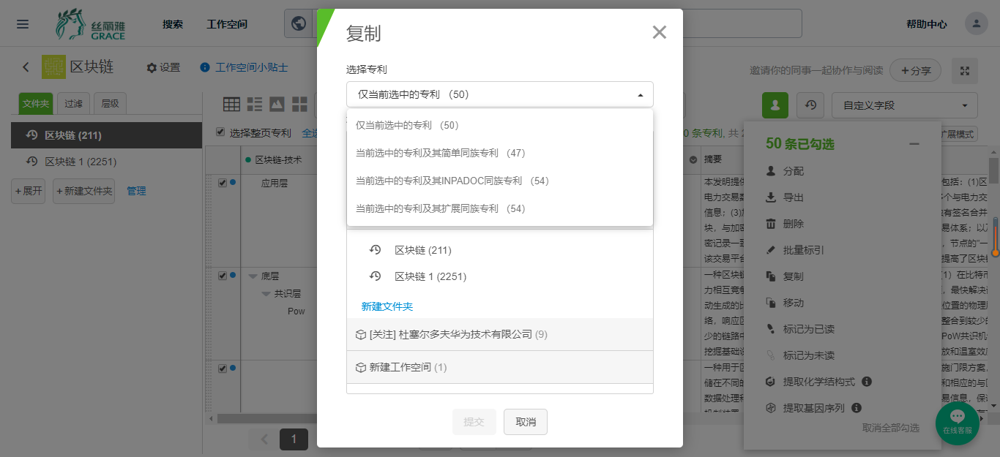 丝丽雅
GRACE
搜索
工作空间
帮助中心
区块链
设置
工作空间小贴士
邀请你的同事一起协作与阅读
+ 分享
文件夹
过滤
层级
区块链 (211)
区块链 1 (2251)
+ 展开
+ 新建文件夹
管理
选择整页专利
自定义字段
0 条专利, 共
扩展模式
区块链-技术
摘要
应用层
底层
共识层
Pow
1
复制
选择专利
仅当前选中的专利 （50）
仅当前选中的专利 （50）
当前选中的专利及其简单同族专利 （47）
当前选中的专利及其INPADOC同族专利 （54）
当前选中的专利及其扩展同族专利 （54）
区块链 (211)
区块链 1 (2251)
新建文件夹
[关注] 杜塞尔多夫华为技术有限公司 (9)
新建工作空间 (1)
提交
取消
50 条已勾选
分配
导出
删除
批量标引
复制
移动
标记为已读
标记为未读
提取化学结构式
提取基因序列
取消全部勾选
在线客服